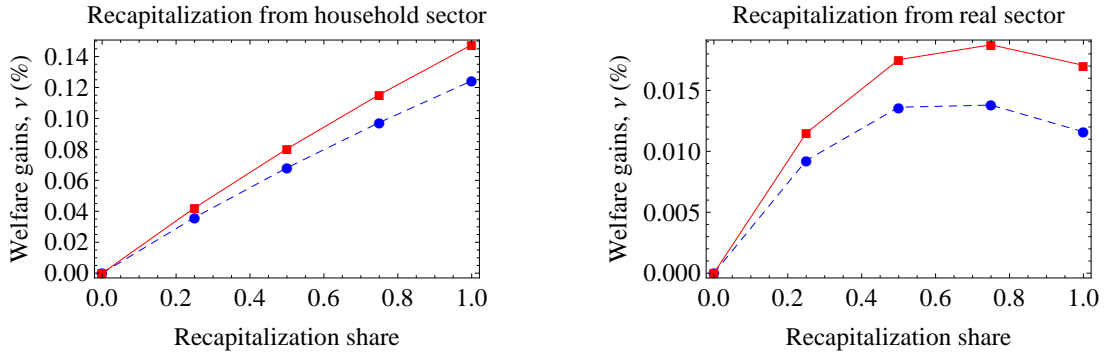 Recapitalization from household sector
Welfare gains, ν (%)
0.14
0.12
0.10
0.08
0.06
0.04
0.02
0.00
0.0 0.2 0.4 0.6 0.8 1.0
Recapitalization share
Recapitalization from real sector
Welfare gains, ν (%)
0.015
0.010
0.005
0.000
0.0 0.2 0.4 0.6 0.8 1.0
Recapitalization share